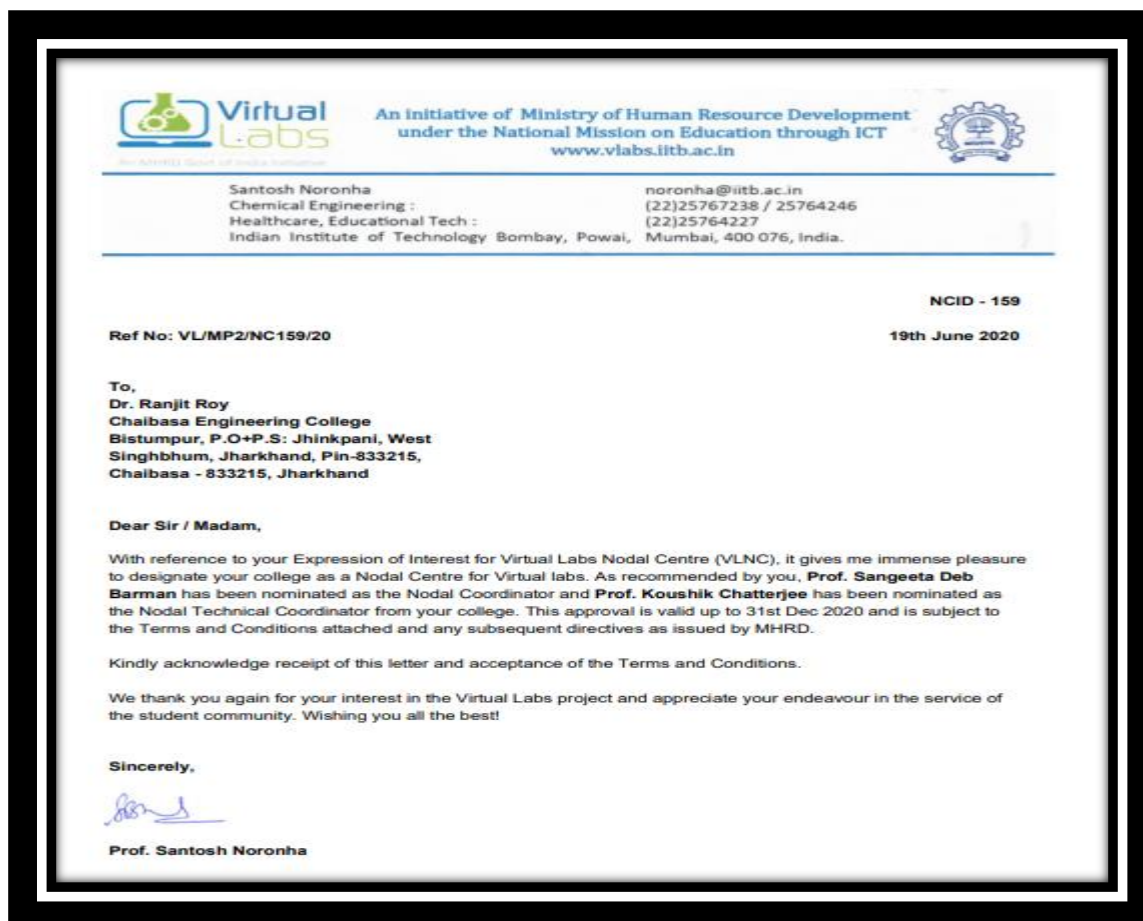 Virtual
Labs
An MHRD Govt of India Initiative
An initiative of Ministry of Human Resource Development
under the National Mission on Education through ICT
www.vlabs.iitb.ac.in
Santosh Noronha noronha@iitb.ac.in
Chemical Engineering : (22)25767238 / 25764246
Healthcare, Educational Tech : (22)25764227
Indian Institute of Technology Bombay, Powai, Mumbai, 400 076, India.
NCID - 159
Ref No: VL/MP2/NC159/20 19th June 2020
To,
Dr. Ranjit Roy
Chaibasa Engineering College
Bistumpur, P.O+P.S: Jhinkpani, West
Singhbhum, Jharkhand, Pin-833215,
Chaibasa - 833215, Jharkhand
Dear Sir / Madam,
With reference to your Expression of Interest for Virtual Labs Nodal Centre (VLNC), it gives me immense pleasure
to designate your college as a Nodal Centre for Virtual labs. As recommended by you, Prof. Sangeeta Deb
Barman has been nominated as the Nodal Coordinator and Prof. Koushik Chatterjee has been nominated as
the Nodal Technical Coordinator from your college. This approval is valid up to 31st Dec 2020 and is subject to
the Terms and Conditions attached and any subsequent directives as issued by MHRD.
Kindly acknowledge receipt of this letter and acceptance of the Terms and Conditions.
We thank you again for your interest in the Virtual Labs project and appreciate your endeavour in the service of
the student community. Wishing you all the best!
Sincerely,
Prof. Santosh Noronha